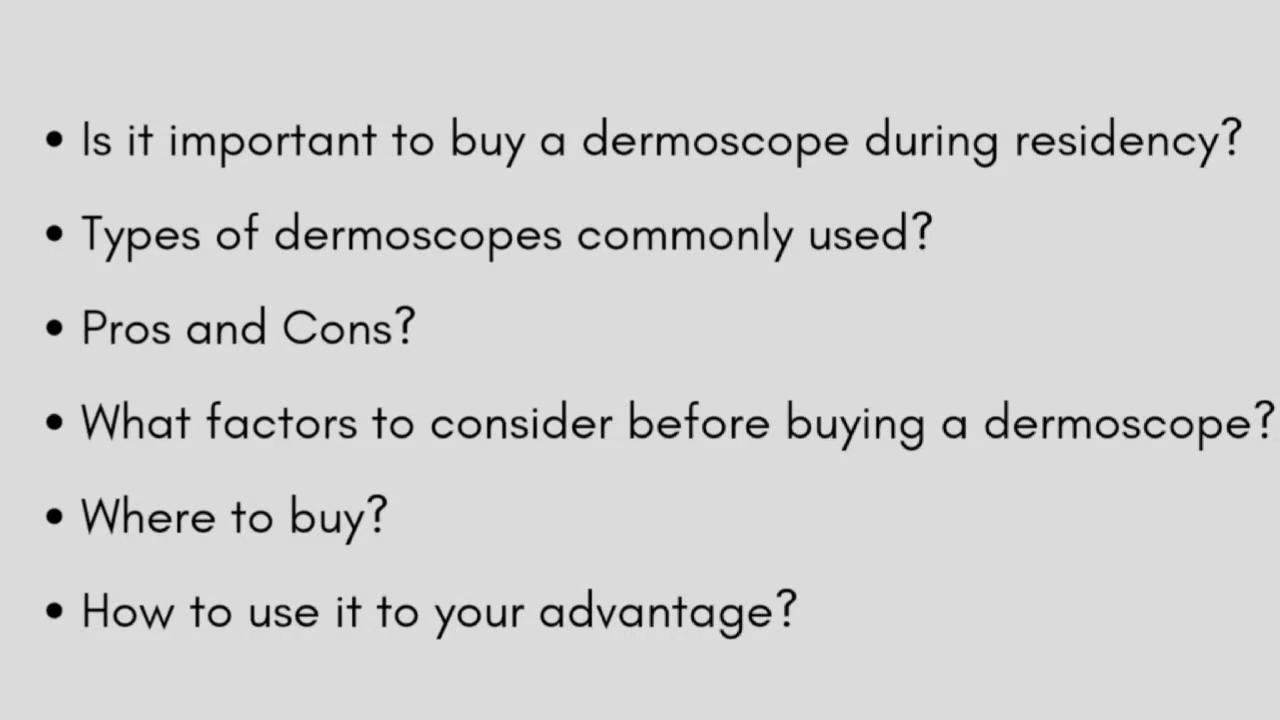 • Is it important to buy a dermoscope during residency?
• Types of dermoscopes commonly used?
• Pros and Cons?
• What factors to consider before buying a dermoscope?
• Where to buy?
• How to use it to your advantage?